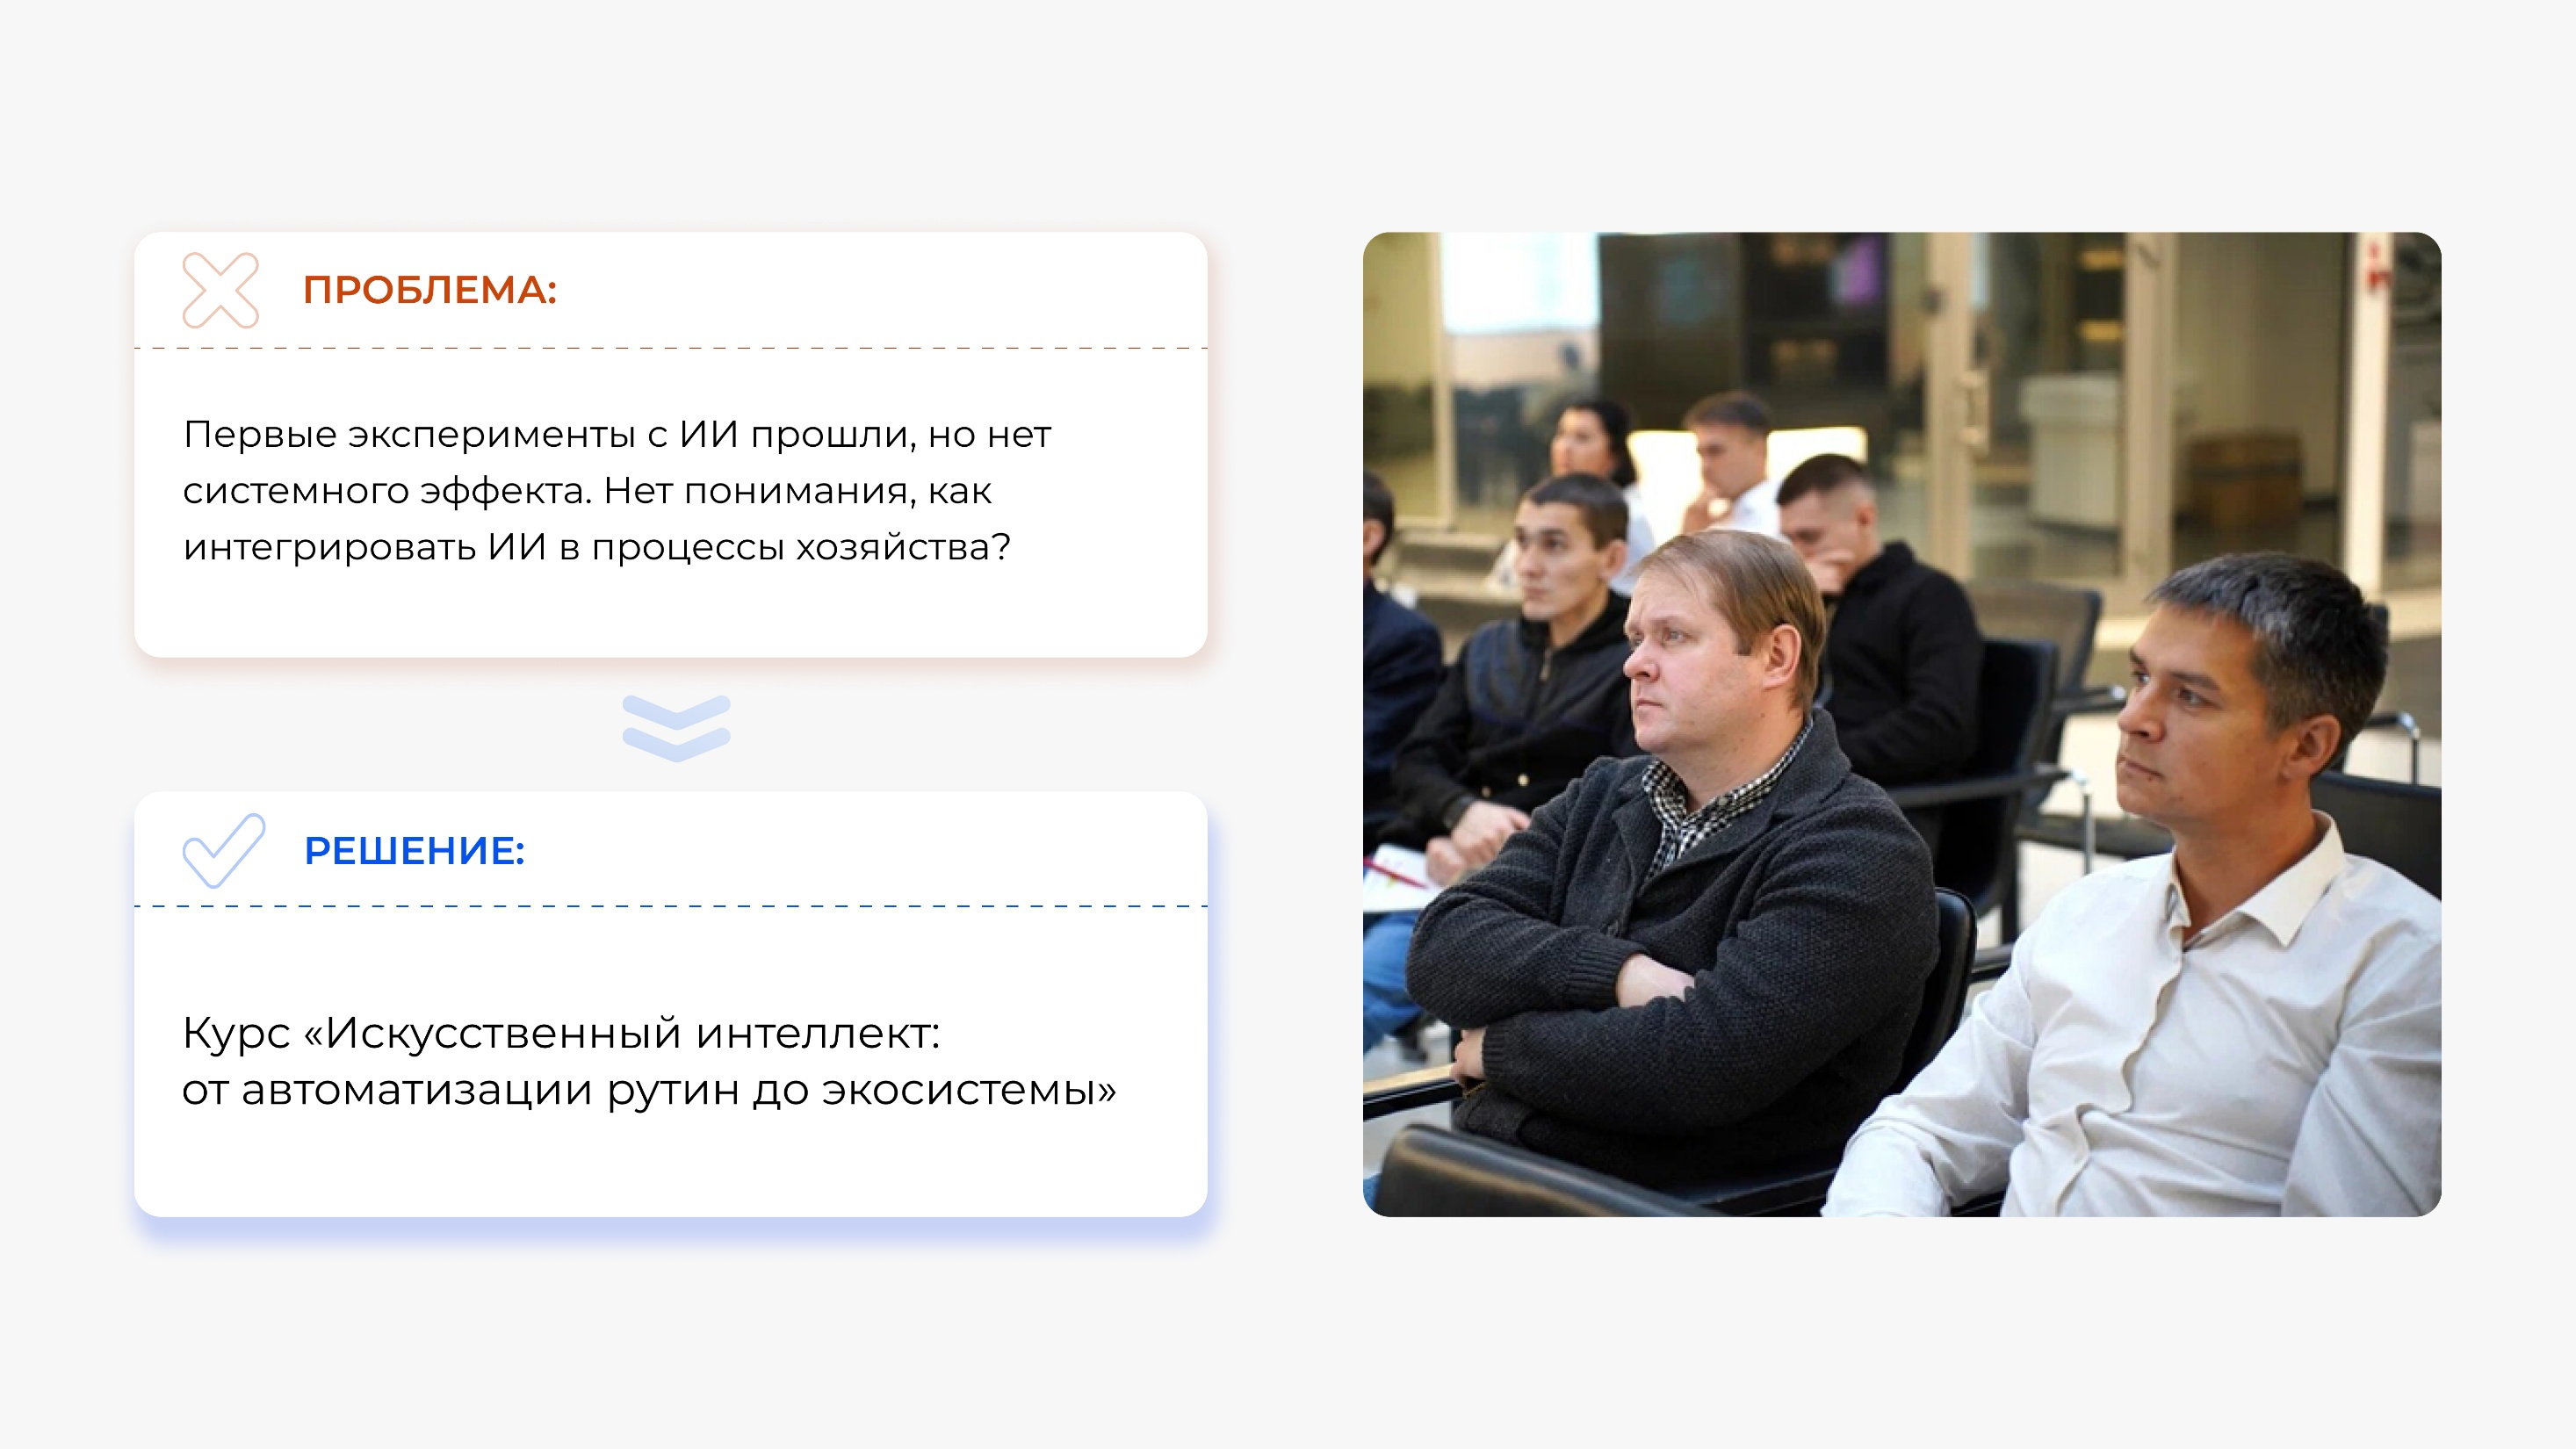 ПРОБЛЕМА:
Первые эксперименты с ИИ прошли, но нет
системного эффекта. Нет понимания, как
интегрировать ИИ в процессы хозяйства?
РЕШЕНИЕ:
Курс «Искусственный интеллект:
от автоматизации рутин до экосистемы»